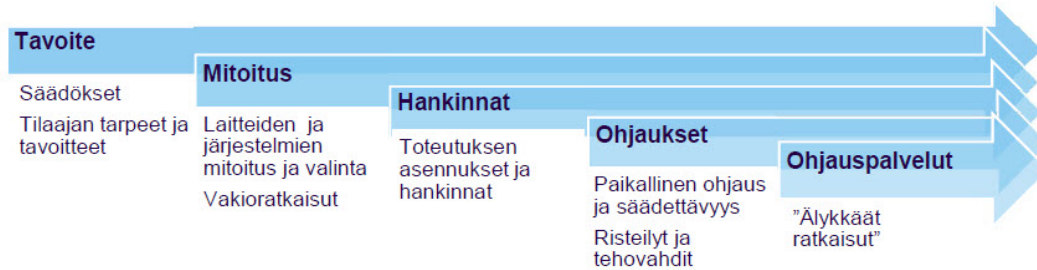 Tavoite
Säädökset
Tilaajan tarpeet ja
tavoitteet
Mitoitus
Laitteiden ja
järjestelmien
mitoitus ja valinta
Vakioratkaisut
Hankinnat
Toteutuksen
asennukset ja
hankinnat
Ohjaukset
Paikallinen ohjaus
ja säädettävyys
Risteilyt ja
tehovahdit
Ohjauspalvelut
”Älykkäät
ratkaisut”